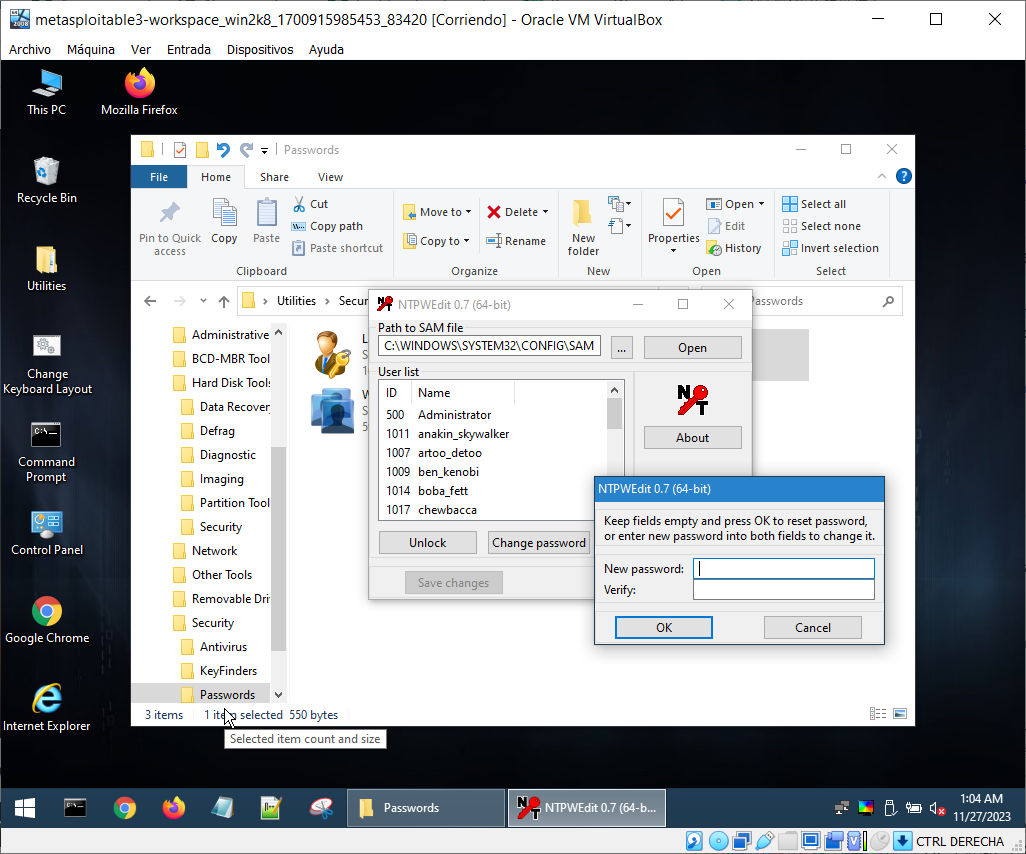 metasploitable3-workspace_win2k8_1700915985453_83420 [Corriendo] - Oracle VM VirtualBox
Archivo Máquina Ver Entrada Dispositivos Ayuda
This PC
Mozilla Firefox
Recycle Bin
Utilities
Change
Keyboard Layout
Command
Prompt
Control Panel
Google Chrome
Internet Explorer
Passwords
File Home Share View
Pin to Quick
access
Copy
Paste
Cut
Copy path
Paste shortcut
Clipboard
Move to
Copy to
Delete
Rename
Organize
New
folder
New
Properties
Open
Edit
History
Open
Select all
Select none
Invert selection
Select
Utilities
Secur
Passwords
Administrative
BCD-MBR Tool
Hard Disk Tools
Data Recovery
Defrag
Diagnostic
Imaging
Partition Tool
Security
Network
Other Tools
Removable Dri
Security
Antivirus
KeyFinders
Passwords
3 items 1 item selected 550 bytes
Selected item count and size
NTPWEdit 0.7 (64-bit)
Path to SAM file
C:\WINDOWS\SYSTEM32\CONFIG\SAM
...
Open
User list
ID Name
500 Administrator
1011 anakin_skywalker
1007 artoo_detoo
1009 ben_kenobi
1014 boba_fett
1017 chewbacca
NT
About
Unlock
Change password
Save changes
NTPWEdit 0.7 (64-bit)
Keep fields empty and press OK to reset password,
or enter new password into both fields to change it.
New password:
Verify:
OK
Cancel
Passwords
NTPWEdit 0.7 (64-b...
1:04 AM
11/27/2023
CTRL DERECHA